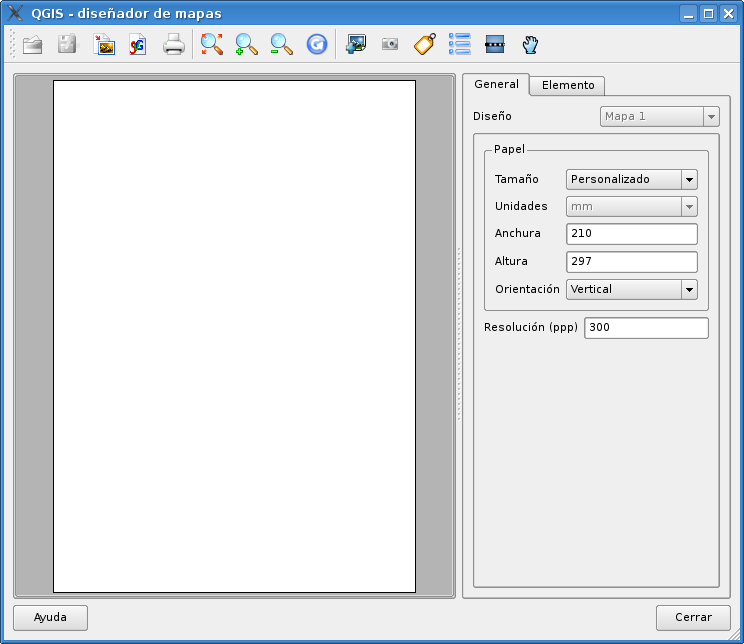 QGIS - diseñador de mapas
General Elemento
Diseño Mapa 1
Papel
Tamaño Personalizado
Unidades mm
Anchura 210
Altura 297
Orientación Vertical
Resolución (ppp) 300
Ayuda Cerrar